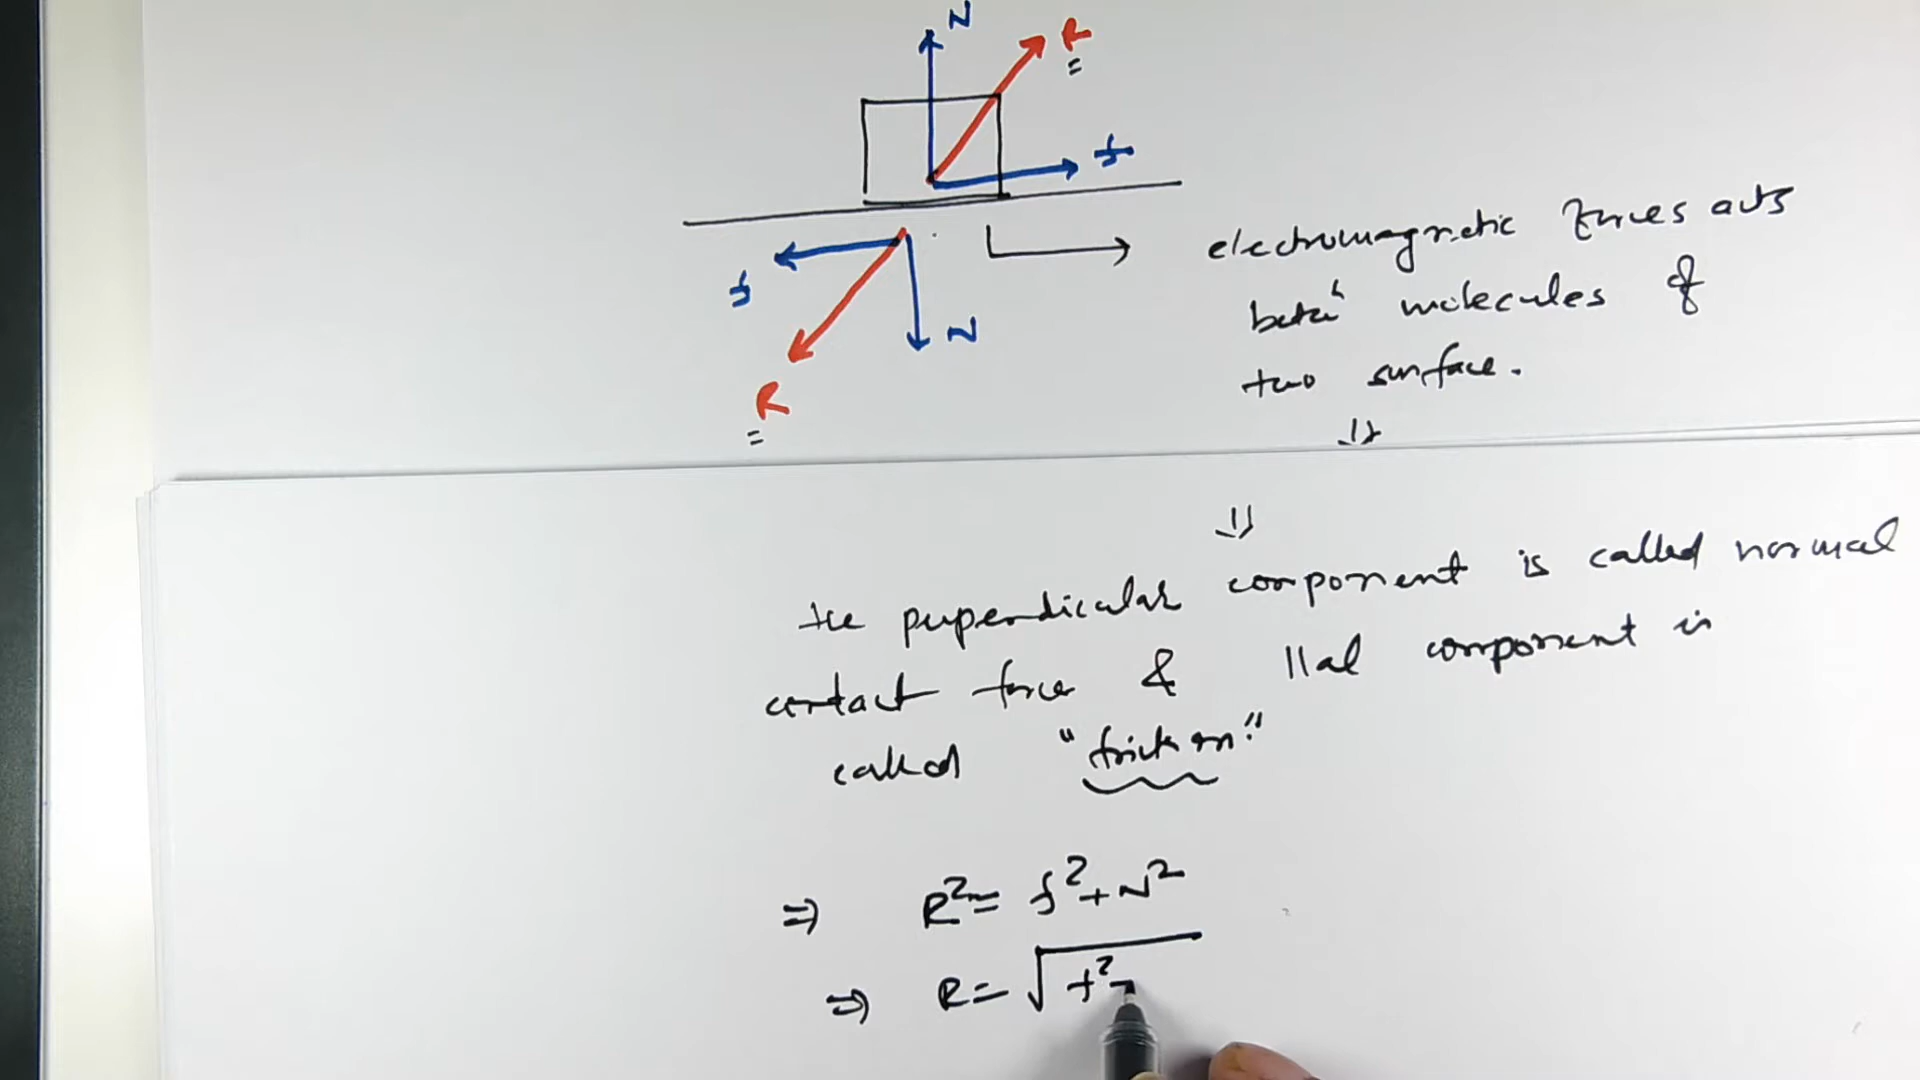 N
R
=
f
electromagnetic forces acts
f
betwⁿ molecules of
N
two surface.
R
=
⇓
⇓
the perpendicular component is called normal
contact force & ||al component is
called "friction."
⇒ R²= f²+N²
⇒ R= √f²-